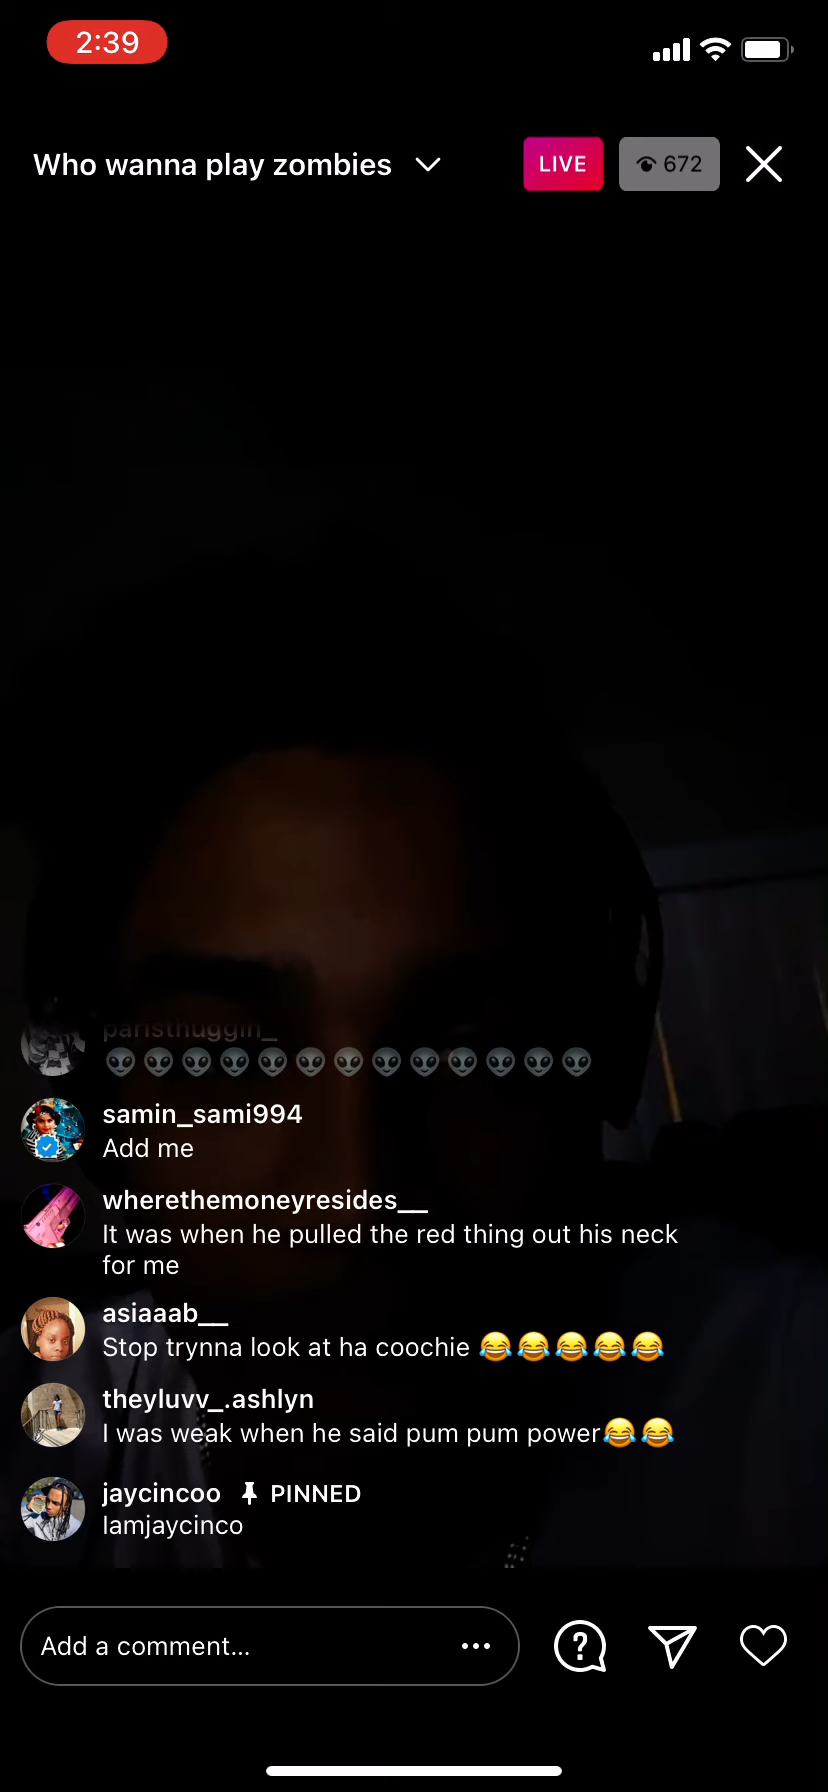 2:39
Who wanna play zombies
LIVE 672
paristhuggin_
👽👽👽👽👽👽👽👽👽👽👽👽👽
samin_sami994
Add me
wherethemoneyresides__
It was when he pulled the red thing out his neck
for me
asiaaab__
Stop trynna look at ha coochie 😂😂😂😂😂
theyluvv_.ashlyn
I was weak when he said pum pum power😂😂
jaycincoo PINNED
Iamjaycinco
Add a comment...